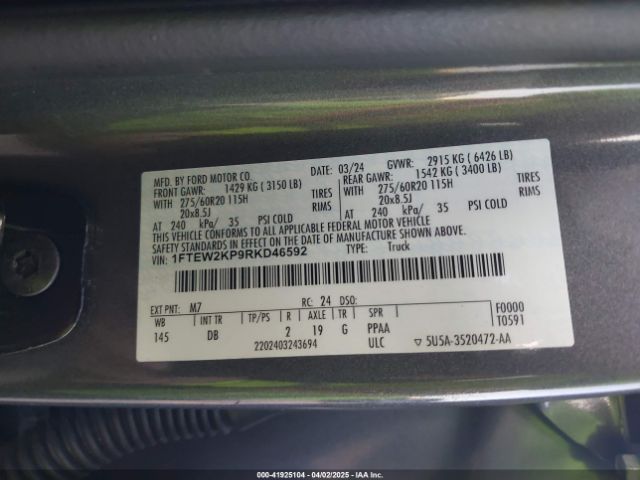 MFD. BY FORD MOTOR CO.
03/24 GVWR: 2915 KG ( 6426 LB)
FRONT GAWR: 1429 KG ( 3150 LB)
REAR GAWR: 1542 KG ( 3400 LB)
WITH 275/60R20 115H TIRES
WITH 275/60R20 115H TIRES
20x8.5J RIMS
20x8.5J RIMS
AT 240 kPa/ 35 PSI COLD
AT 240 kPa/ 35 PSI COLD
THIS VEHICLE CONFORMS TO ALL APPLICABLE FEDERAL MOTOR VEHICLE
SAFETY STANDARDS IN EFFECT ON THE DATE OF MANUFACTURE SHOWN ABOVE.
VIN: 1FTEW2KP9RKD46592 TYPE: Truck
EXT PNT: M7 RC: 24 DSO:
WB INT TR TP/PS R AXLE TR SPR F0000
145 DB 2 19 G PPAA T0591
2202403243694 ULC ▽ 5U5A-3520472-AA
000-41925104 - 04/02/2025 - IAA Inc.